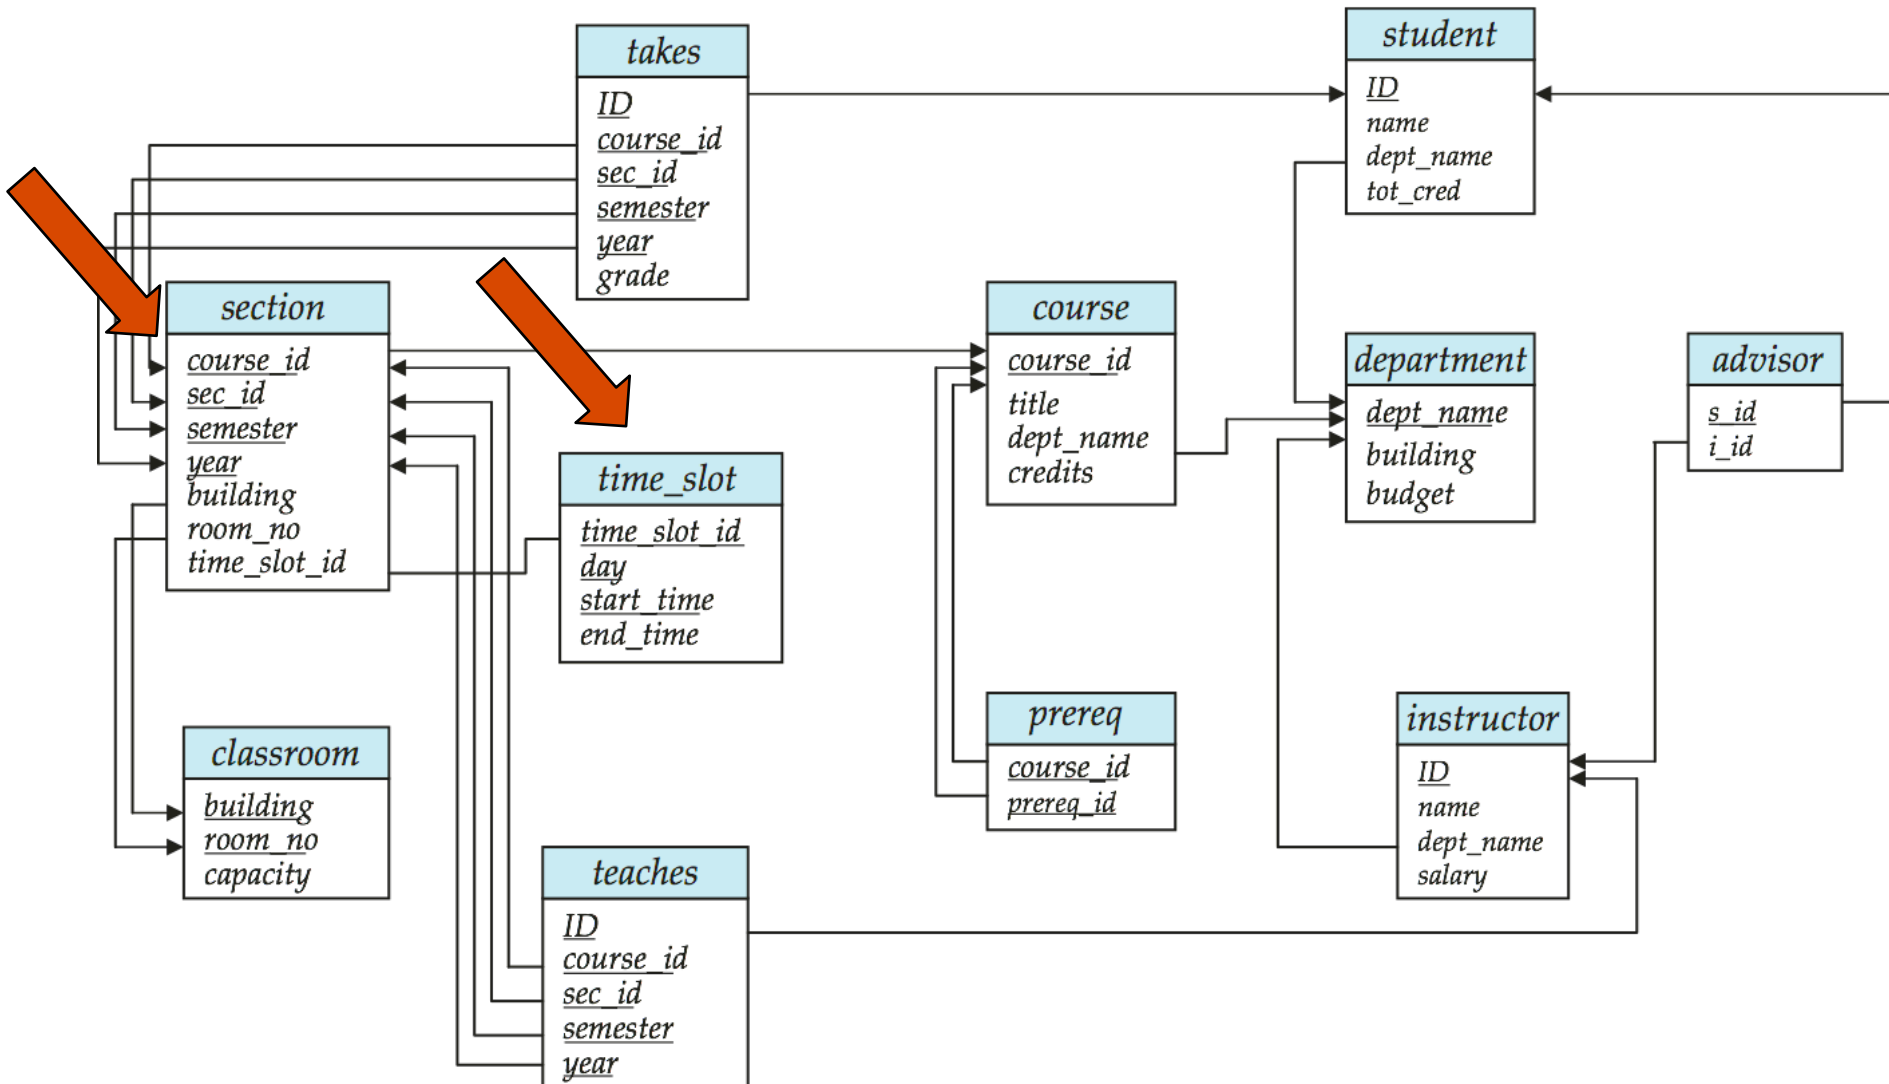 takes
ID
course_id
sec_id
semester
year
grade
student
ID
name
dept_name
tot_cred
section
course_id
sec_id
semester
year
building
room_no
time_slot_id
time_slot
time_slot_id
day
start_time
end_time
course
course_id
title
dept_name
credits
department
dept_name
building
budget
advisor
s_id
i_id
classroom
building
room_no
capacity
prereq
course_id
prereq_id
instructor
ID
name
dept_name
salary
teaches
ID
course_id
sec_id
semester
year